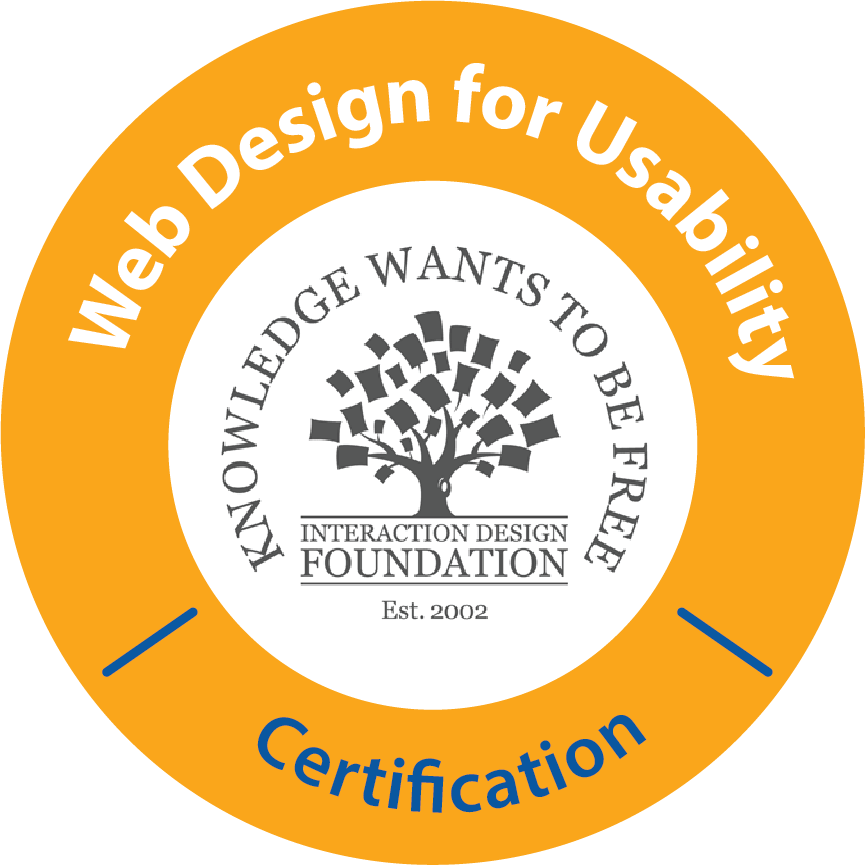 Web Design for Usability
KNOWLEDGE WANTS TO BE FREE
INTERACTION DESIGN
FOUNDATION
Est. 2002
Certification